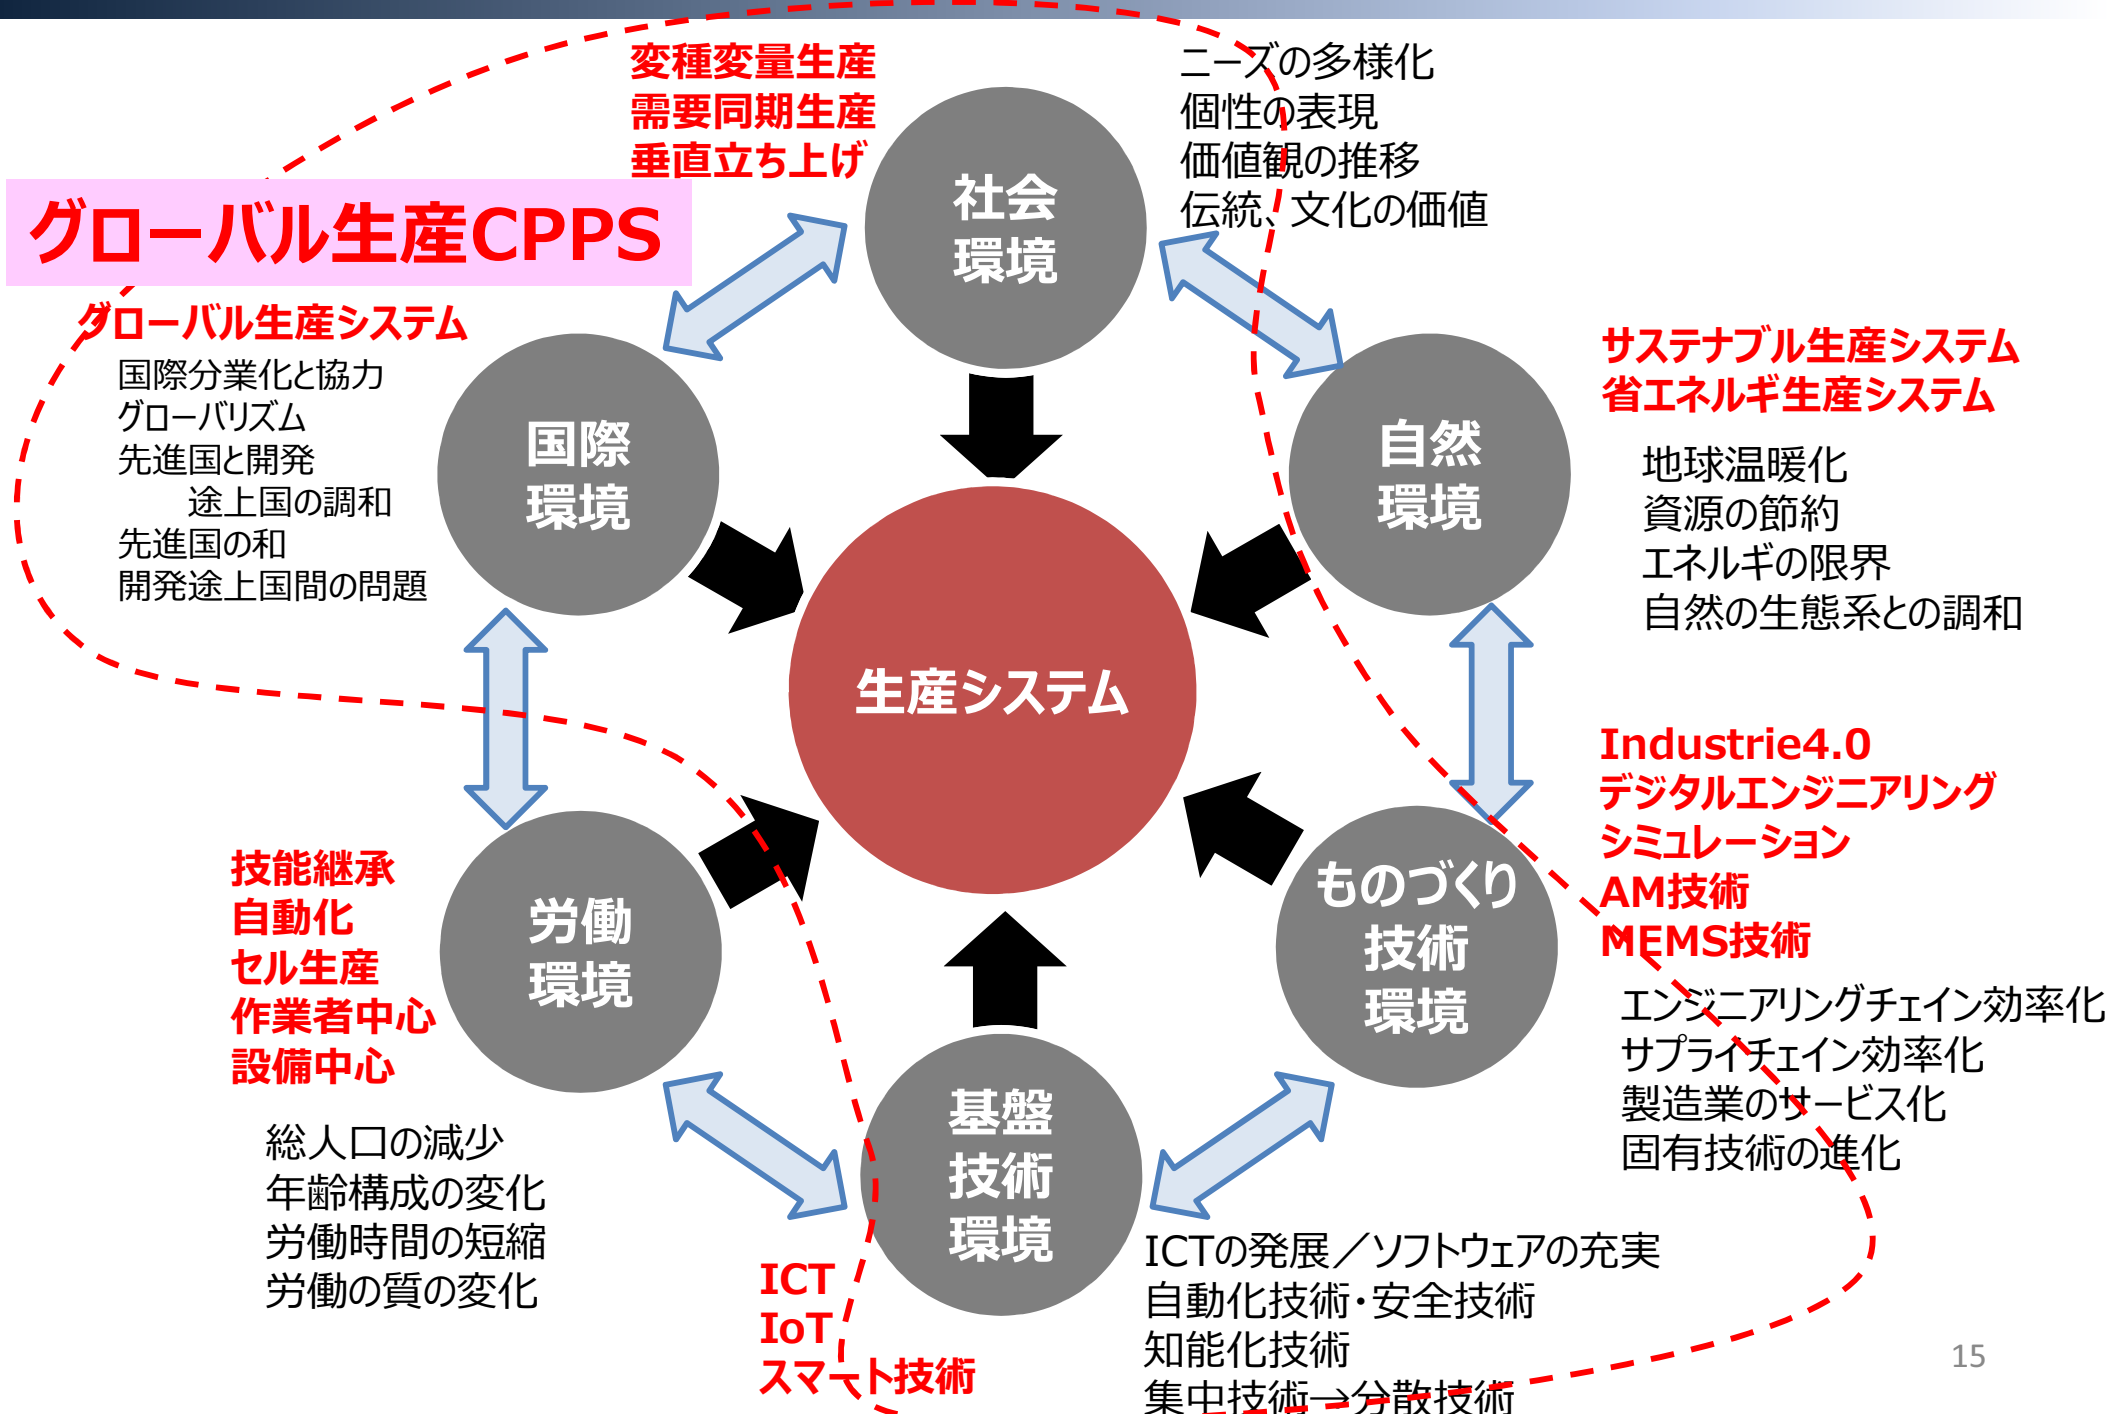 変種変量生産
需要同期生産
垂直立ち上げ
ニーズの多様化
個性の表現
価値観の推移
伝統、文化の価値
社会
環境
グローバル生産CPPS
グローバル生産システム
国際分業化と協力
グローバリズム
先進国と開発
途上国の調和
先進国の和
開発途上国間の問題
国際
環境
自然
環境
サステナブル生産システム
省エネルギ生産システム
地球温暖化
資源の節約
エネルギの限界
自然の生態系との調和
生産システム
Industrie4.0
デジタルエンジニアリング
シミュレーション
AM技術
MEMS技術
ものづくり
技術
環境
エンジニアリングチェイン効率化
サプライチェイン効率化
製造業のサービス化
固有技術の進化
技能継承
自動化
セル生産
作業者中心
設備中心
労働
環境
総人口の減少
年齢構成の変化
労働時間の短縮
労働の質の変化
基盤
技術
環境
ICT
IoT
スマート技術
ICTの発展／ソフトウェアの充実
自動化技術・安全技術
知能化技術
集中技術→分散技術
15